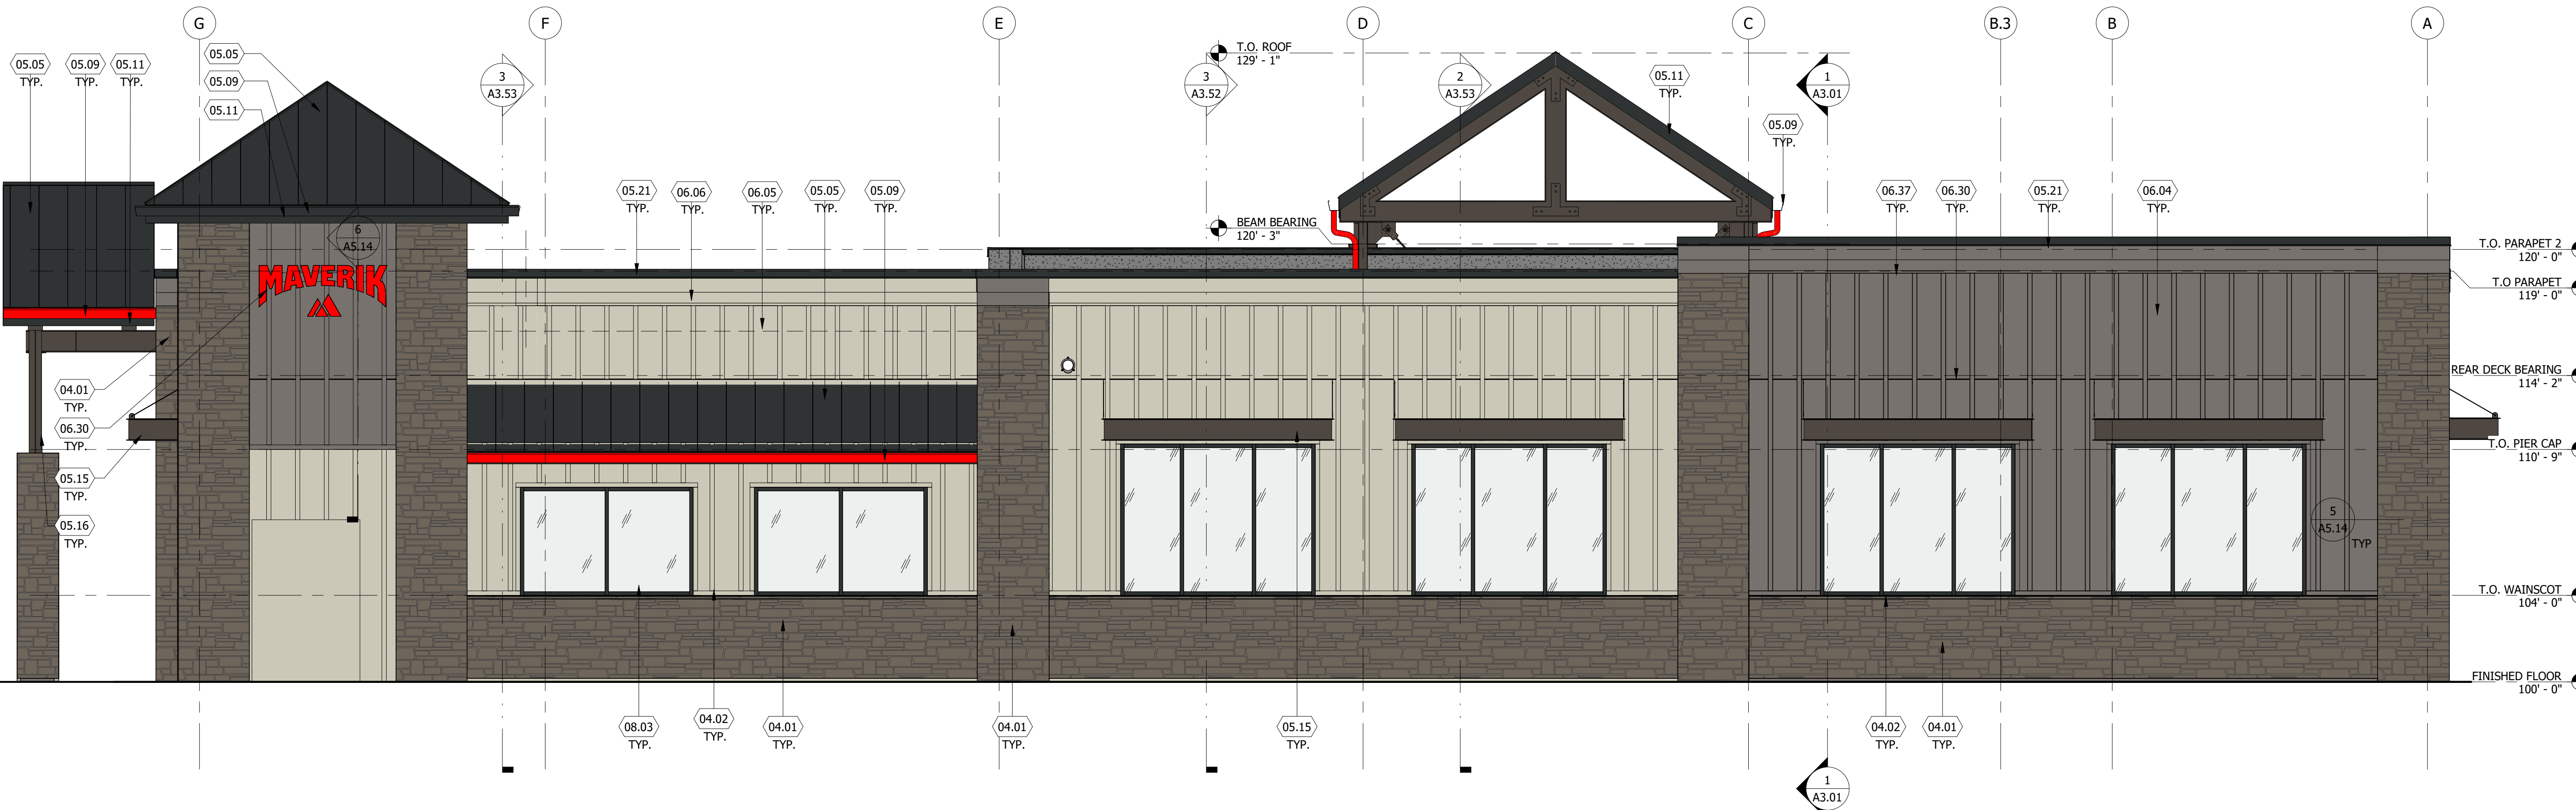 G
F
E
D
C
B.3
B
A
05.05
TYP.
05.09
TYP.
05.11
TYP.
05.05
05.09
05.11
3
A3.53
T.O. ROOF
129' - 1"
3
A3.52
2
A3.53
05.11
TYP.
1
A3.01
05.09
TYP.
05.21
TYP.
06.06
TYP.
06.05
TYP.
05.05
TYP.
05.09
TYP.
BEAM BEARING
120' - 3"
06.37
TYP.
06.30
TYP.
05.21
TYP.
06.04
TYP.
6
A5.14
MAVERIK
T.O. PARAPET 2
120' - 0"
T.O PARAPET
119' - 0"
REAR DECK BEARING
114' - 2"
T.O. PIER CAP
110' - 9"
04.01
TYP.
06.30
TYP.
05.15
TYP.
05.16
TYP.
5
A5.14
TYP
T.O. WAINSCOT
104' - 0"
FINISHED FLOOR
100' - 0"
08.03
TYP.
04.02
TYP.
04.01
TYP.
04.01
TYP.
05.15
TYP.
04.02
TYP.
04.01
TYP.
1
A3.01